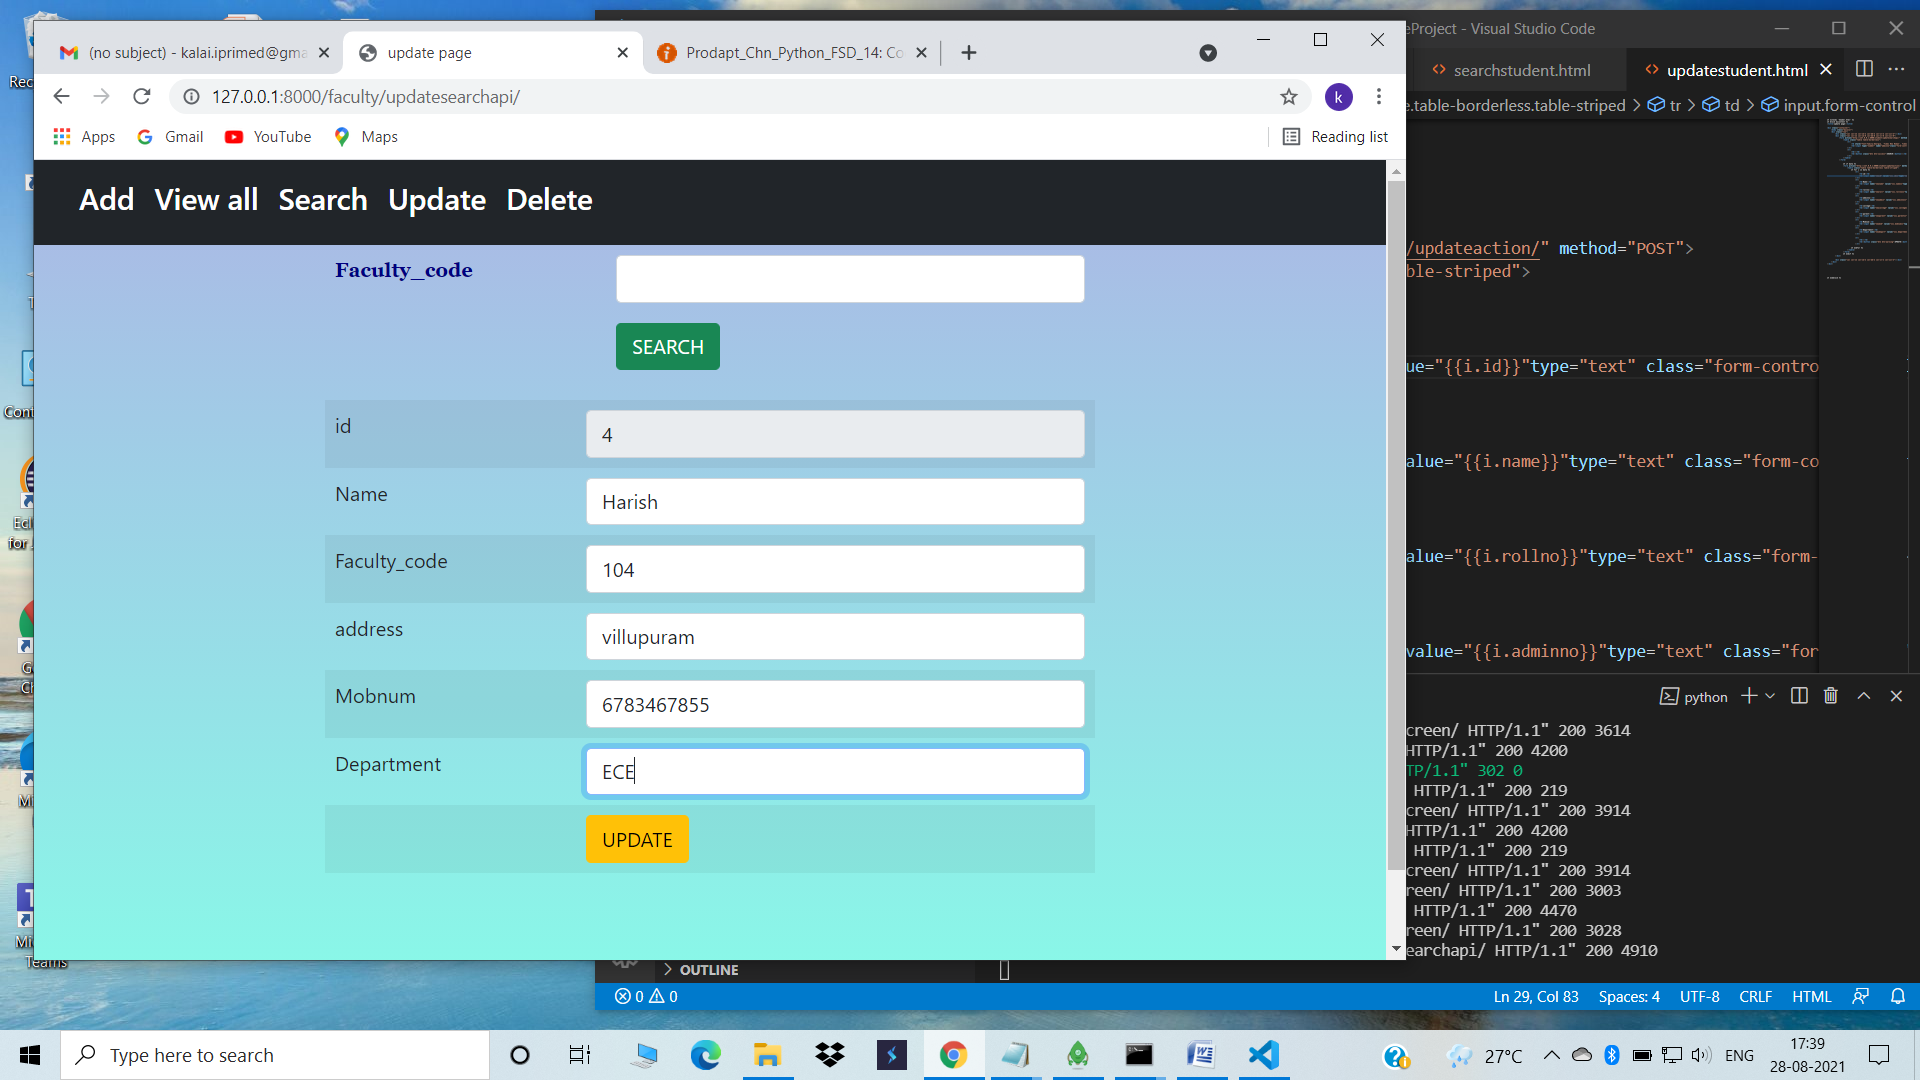 (no subject) - kalai.iprimed@gma
update page
Prodapt_Chn_Python_FSD_14: Co
eProject - Visual Studio Code
127.0.0.1:8000/faculty/updatesearchapi/
k
Apps
Gmail
YouTube
Maps
Reading list
Add View all Search Update Delete
Faculty_code
SEARCH
id
4
Name
Harish
Faculty_code
104
address
villupuram
Mobnum
6783467855
Department
ECE
UPDATE
searchstudent.html
updatestudent.html
e.table-borderless.table-striped
tr
td
input.form-control
/updateaction/" method="POST">
ble-striped">
ue="{{i.id}}"type="text" class="form-contro
alue="{{i.name}}"type="text" class="form-co
alue="{{i.rollno}}"type="text" class="form-
value="{{i.adminno}}"type="text" class="for
python
creen/ HTTP/1.1" 200 3614
HTTP/1.1" 200 4200
TP/1.1" 302 0
HTTP/1.1" 200 219
creen/ HTTP/1.1" 200 3914
HTTP/1.1" 200 4200
HTTP/1.1" 200 219
creen/ HTTP/1.1" 200 3914
reen/ HTTP/1.1" 200 3003
HTTP/1.1" 200 4470
reen/ HTTP/1.1" 200 3028
earchapi/ HTTP/1.1" 200 4910
OUTLINE
0
0
Ln 29, Col 83
Spaces: 4
UTF-8
CRLF
HTML
Rec
Cont
Ecl
for
G
Ch
Mi
Mi
Teams
Type here to search
27°C
ENG
17:39
28-08-2021